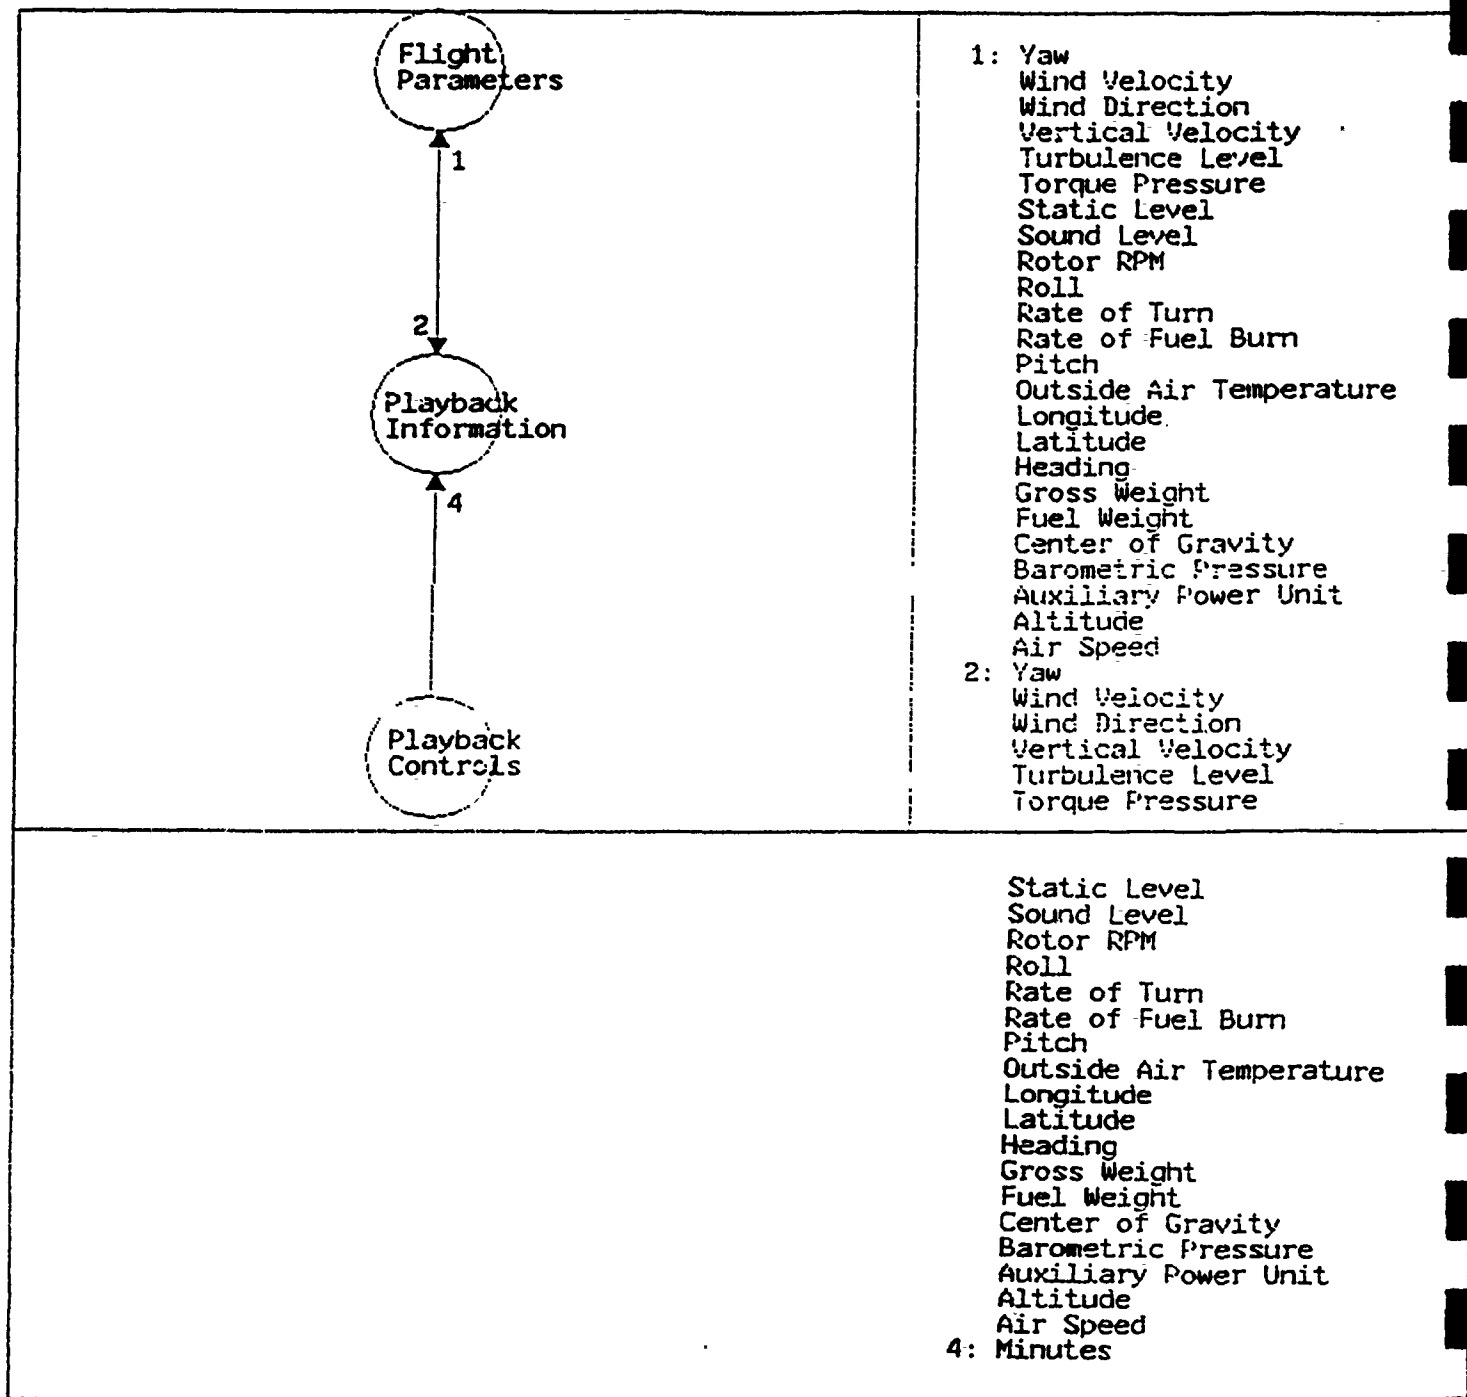 Flight
Parameters
1
2
Playback
Information
4
Playback
Controls
1: Yaw
Wind Velocity
Wind Direction
Vertical Velocity
Turbulence Level
Torque Pressure
Static Level
Sound Level
Rotor RPM
Roll
Rate of Turn
Rate of Fuel Burn
Pitch
Outside Air Temperature
Longitude
Latitude
Heading
Gross Weight
Fuel Weight
Center of Gravity
Barometric Pressure
Auxiliary Power Unit
Altitude
Air Speed
2: Yaw
Wind Velocity
Wind Direction
Vertical Velocity
Turbulence Level
Torque Pressure
Static Level
Sound Level
Rotor RPM
Roll
Rate of Turn
Rate of Fuel Burn
Pitch
Outside Air Temperature
Longitude
Latitude
Heading
Gross Weight
Fuel Weight
Center of Gravity
Barometric Pressure
Auxiliary Power Unit
Altitude
Air Speed
4: Minutes